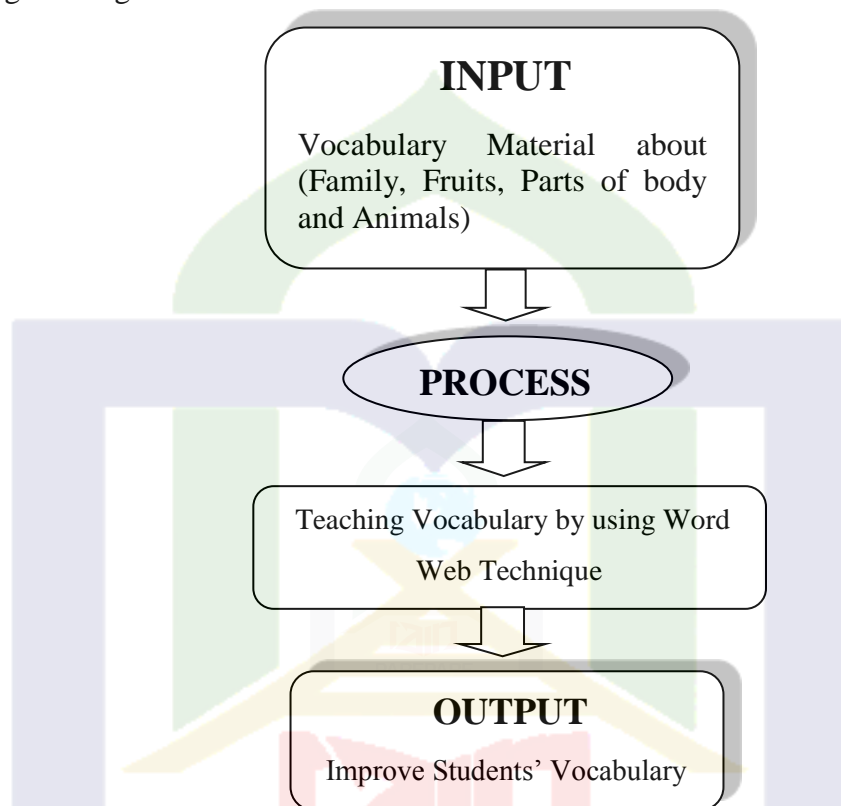 INPUT
Vocabulary Material about
(Family, Fruits, Parts of body
and Animals)
PROCESS
Teaching Vocabulary by using Word
Web Technique
OUTPUT
Improve Students’ Vocabulary